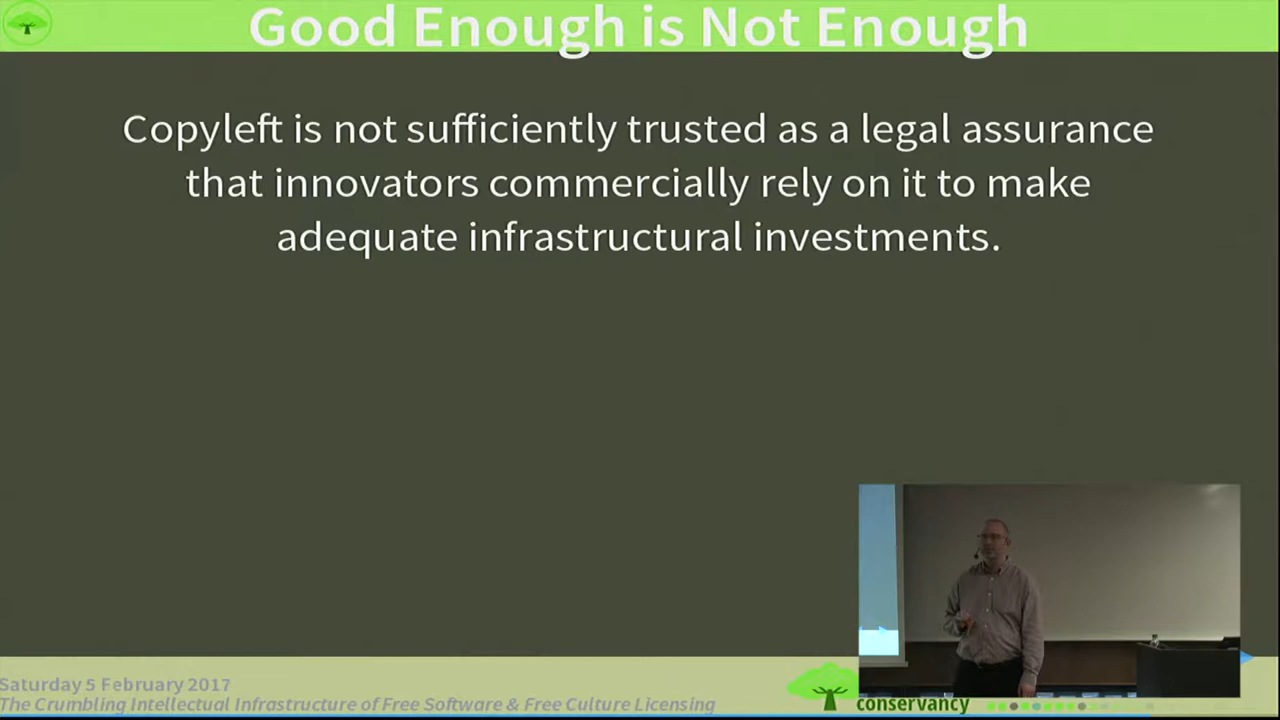 Good Enough is Not Enough
Copyleft is not sufficiently trusted as a legal assurance
that innovators commercially rely on it to make
adequate infrastructural investments.
Saturday 5 February 2017
The Crumbling Intellectual Infrastructure of Free Software & Free Culture Licensing
conservancy